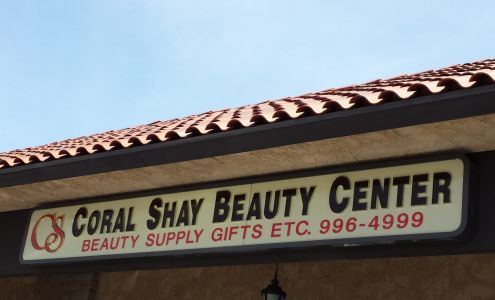 CS CORAL SHAY BEAUTY CENTER
BEAUTY SUPPLY GIFTS ETC. 996-4999